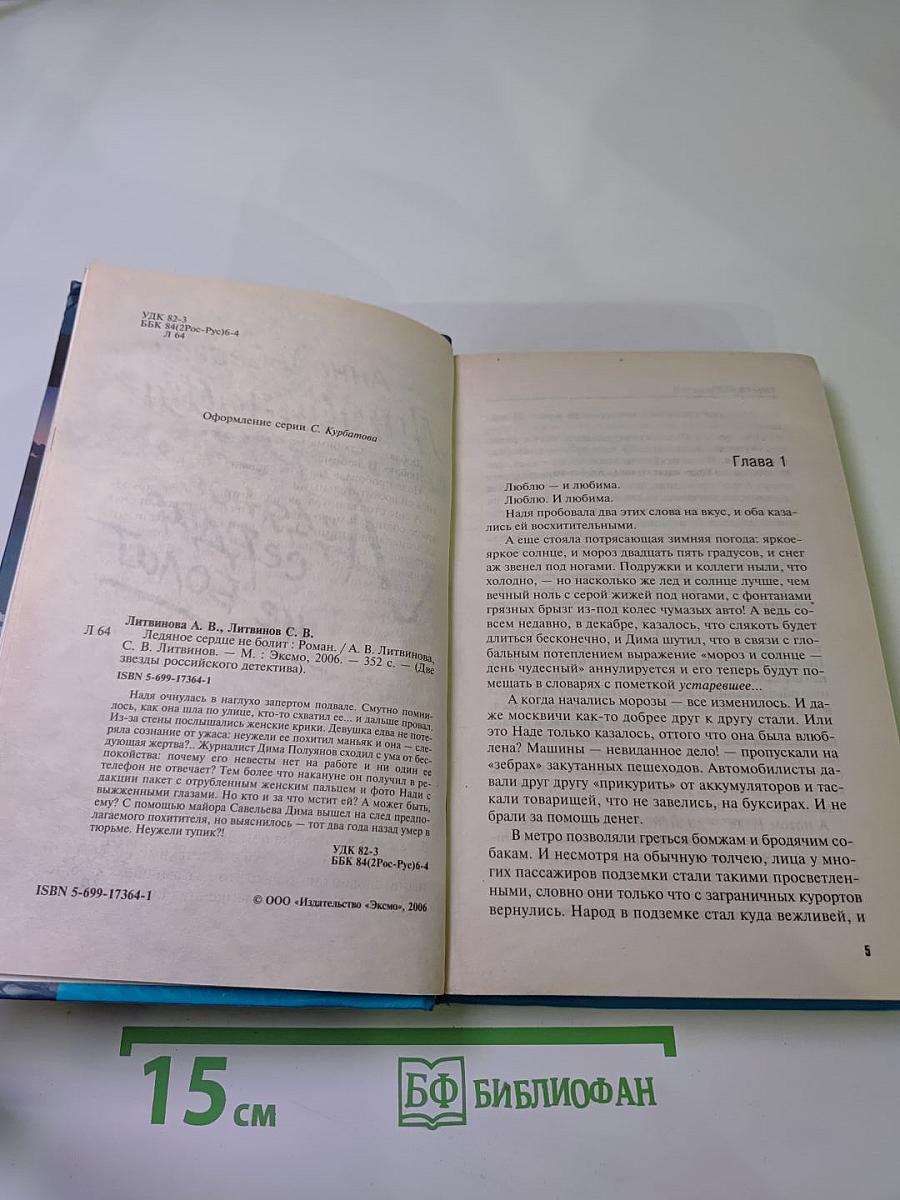 УДК 82-3
ББК 84(2Рос-Рус)6-4
Л 64
Оформление серии С. Курбатова
Литвинова А. В., Литвинов С. В.
Л 64 Ледяное сердце не болит : Роман. / А. В. Литвинова,
С. В. Литвинов. — М. : Эксмо, 2006. — 352 с. — (Две
звезды российского детектива).
ISBN 5-699-17364-1
Надя очнулась в наглухо запертом подвале. Смутно помни-
лось, как она шла по улице, кто-то схватил ее... и дальше провал.
Из-за стены послышались женские крики. Девушка едва не поте-
ряла сознание от ужаса: неужели ее похитил маньяк и она — сле-
дующая жертва?.. Журналист Дима Полуянов сходил с ума от бес-
покойства: почему его невесты нет на работе и ни один ее
телефон не отвечает? Тем более что накануне он получил в ре-
дакции пакет с отрубленным женским пальцем и фото Нади с
выжженными глазами. Но кто и за что мстит ей? А может быть,
ему? С помощью майора Савельева Дима вышел на след предпо-
лагаемого похитителя, но выяснилось — тот два года назад умер в
тюрьме. Неужели тупик?!
УДК 82-3
ББК 84(2Рос-Рус)6-4
ISBN 5-699-17364-1
© ООО «Издательство «Эксмо», 2006
Глава 1
Люблю — и любима.
Люблю. И любима.
Надя пробовала два этих слова на вкус, и оба каза-
лись ей восхитительными.
А еще стояла потрясающая зимняя погода: яркое-
яркое солнце, и мороз двадцать пять градусов, и снег
аж звенел под ногами. Подружки и коллеги ныли, что
холодно, — но насколько же лед и солнце лучше, чем
вечный ноль с серой жижей под ногами, с фонтанами
грязных брызг из-под колес чумазых авто! А ведь со-
всем недавно, в декабре, казалось, что слякоть будет
длиться бесконечно, и Дима шутил, что в связи с гло-
бальным потеплением выражение «мороз и солнце —
день чудесный» аннулируется и его теперь будут по-
мещать в словарях с пометкой устаревшее...
А когда начались морозы — все изменилось. И да-
же москвичи как-то добрее друг к другу стали. Или
это Наде только казалось, оттого что она была влюб-
лена? Машины — невиданное дело! — пропускали на
«зебрах» закутанных пешеходов. Автомобилисты да-
вали друг другу «прикурить» от аккумуляторов и тас-
кали товарищей, что не завелись, на буксирах. И не
брали за помощь денег.
В метро позволяли греться бомжам и бродячим со-
бакам. И несмотря на обычную толчею, лица у мно-
гих пассажиров подземки стали такими просветлен-
ными, словно они только что с заграничных курортов
вернулись. Народ в подземке стал куда вежливей, и
5
15 см
БФ БИБЛИОФАН